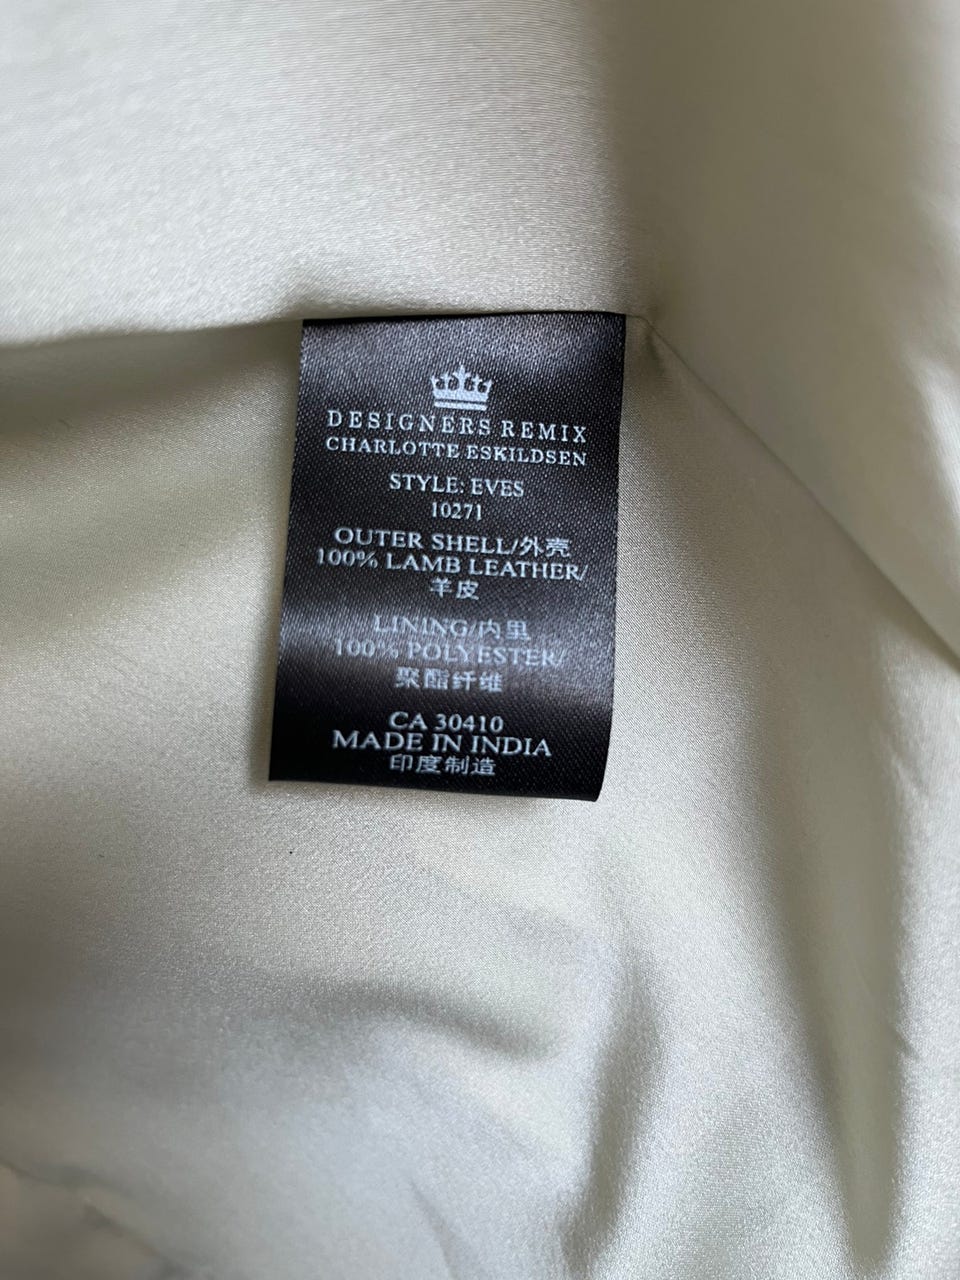 DESIGNERS REMIX
CHARLOTTE ESKILDSEN
STYLE: EVES
10271
OUTER SHELL/外壳
100% LAMB LEATHER/
羊皮
LINING/内里
100% POLYESTER/
聚酯纤维
CA 30410
MADE IN INDIA
印度制造